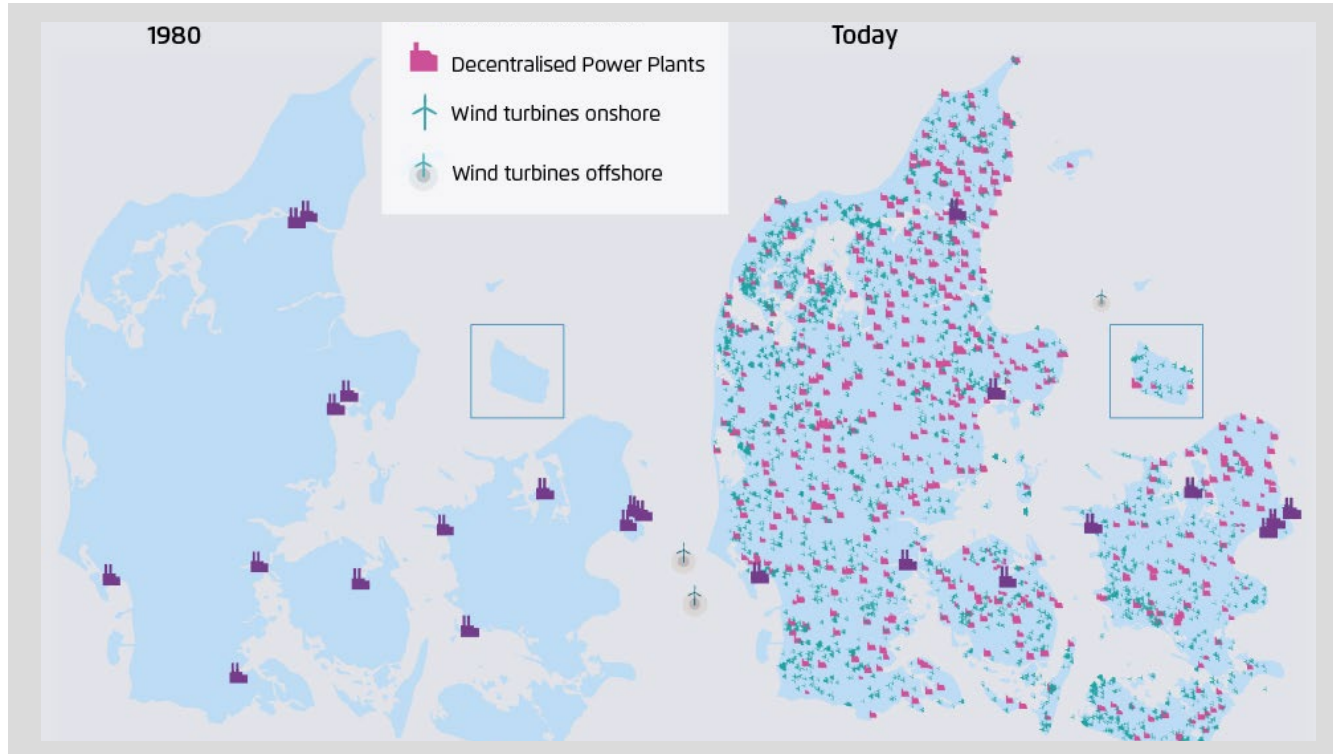 1980
Decentralised Power Plants
Wind turbines onshore
Wind turbines offshore
Today